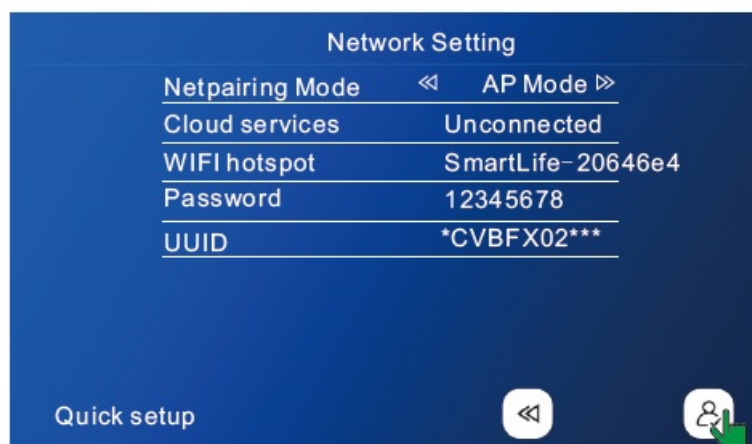 Network Setting
Netpairing Mode AP Mode
Cloud services Unconnected
WIFI hotspot SmartLife-20646e4
Password 12345678
UUID *CVBFX02***
Quick setup